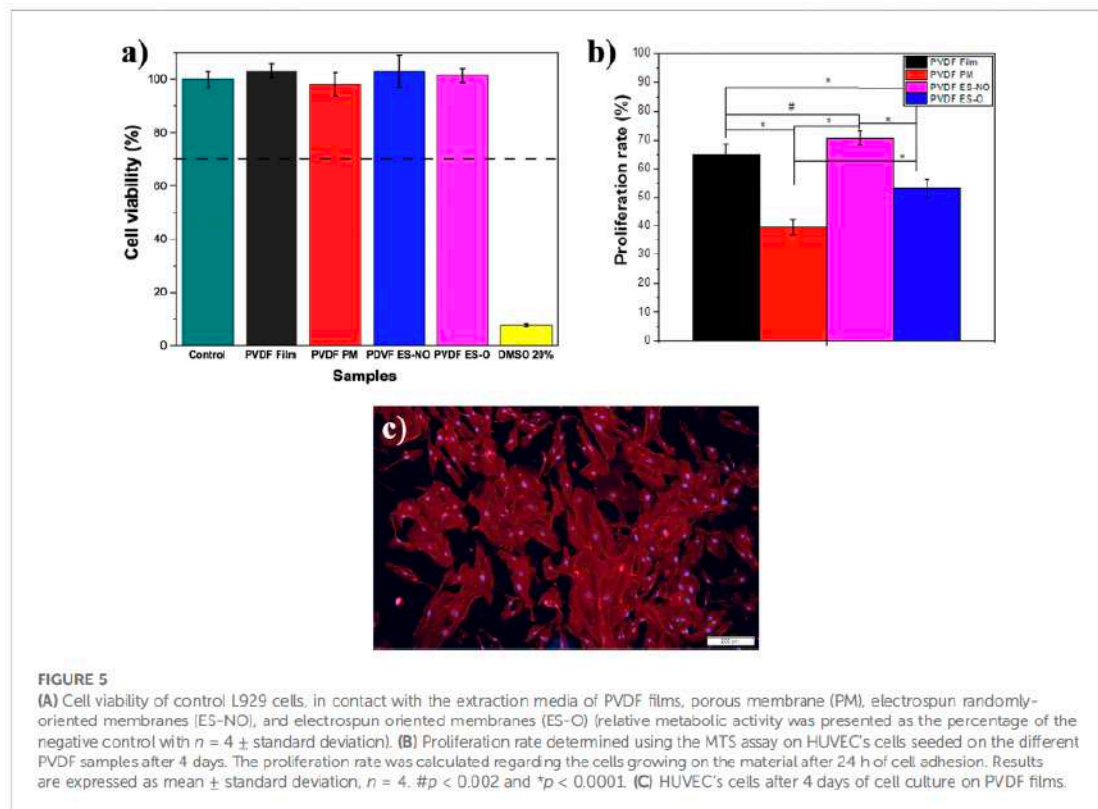 a)
100
80
60
40
20
0
Cell viability (%)
Control PVDF Film PVDF PM PDVF ES-NO PVDF ES-O DMSO 20%
Samples
b)
100
90
80
70
60
50
40
30
20
10
0
Proliferation rate (%)
PVDF Film
PVDF PM
PVDF ES-NO
PVDF ES-O
*
#
* * *
*
c)
FIGURE 5
(A) Cell viability of control L929 cells, in contact with the extraction media of PVDF films, porous membrane (PM), electrospun randomly-
oriented membranes (ES-NO), and electrospun oriented membranes (ES-O) (relative metabolic activity was presented as the percentage of the
negative control with n = 4 ± standard deviation). (B) Proliferation rate determined using the MTS assay on HUVEC's cells seeded on the different
PVDF samples after 4 days. The proliferation rate was calculated regarding the cells growing on the material after 24 h of cell adhesion. Results
are expressed as mean ± standard deviation, n = 4. #p < 0.002 and *p < 0.0001. (C) HUVEC's cells after 4 days of cell culture on PVDF films.